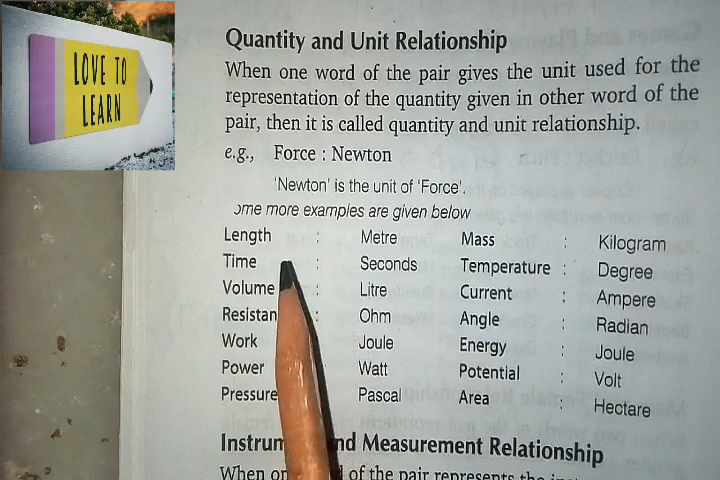 LOVE TO
LEARN
Quantity and Unit Relationship
When one word of the pair gives the unit used for the
representation of the quantity given in other word of the
pair, then it is called quantity and unit relationship.
e.g., Force : Newton
'Newton' is the unit of 'Force'.
ome more examples are given below
Length : Metre Mass : Kilogram
Time : Seconds Temperature : Degree
Volume : Litre Current : Ampere
Resistan : Ohm Angle : Radian
Work : Joule Energy : Joule
Power Watt Potential : Volt
Pressure Pascal Area : Hectare
Instrum nd Measurement Relationship
When on of the pair represents the